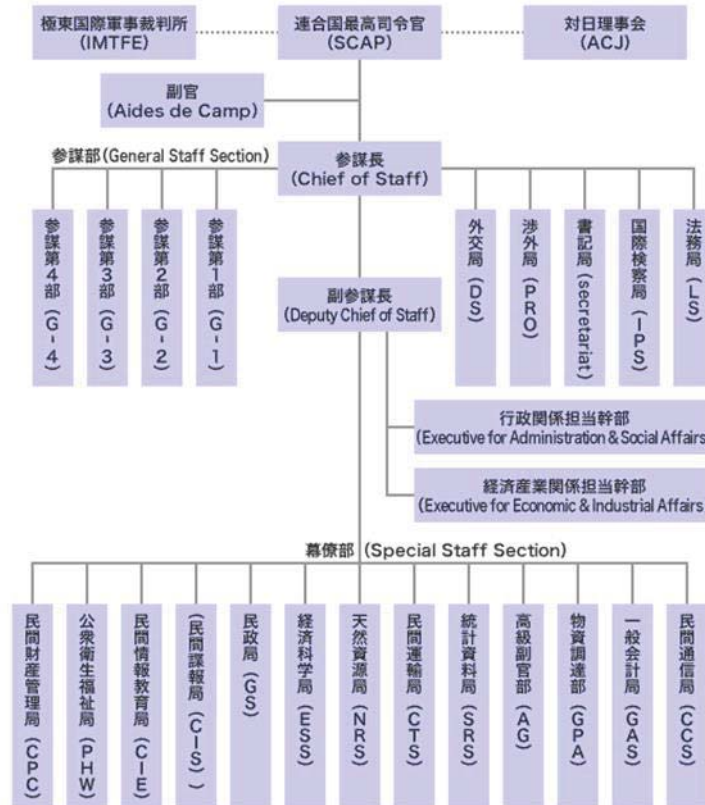 極東国際軍事裁判所
(IMTFE)
連合国最高司令官
(SCAP)
対日理事会
(ACJ)
副官
(Aides de Camp)
参謀部(General Staff Section)
参謀長
(Chief of Staff)
参謀第4部(G-4)
参謀第3部(G-3)
参謀第2部(G-2)
参謀第1部(G-1)
外交局(DS)
渉外局(PRO)
書記局(secretariat)
国際検察局(IPS)
法務局(LS)
副参謀長
(Deputy Chief of Staff)
行政関係担当幹部
(Executive for Administration & Social Affairs)
経済産業関係担当幹部
(Executive for Economic & Industrial Affairs)
幕僚部 (Special Staff Section)
民間財産管理局(CPC)
公衆衛生福祉局(PHW)
民間情報教育局(CIE)
(民間諜報局(CIS))
民政局(GS)
経済科学局(ESS)
天然資源局(NRS)
民間運輸局(CTS)
統計資料局(SRS)
高級副官部(AG)
物資調達部(GPA)
一般会計局(GAS)
民間通信局(CCS)